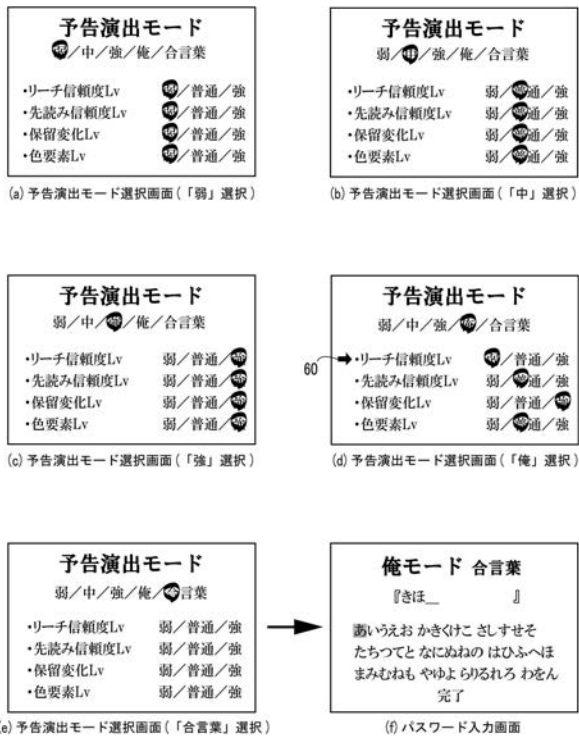 予告演出モード
弱/中/強/俺/合言葉
・リーチ信頼度Lv 弱/普通/強
・先読み信頼度Lv 弱/普通/強
・保留変化Lv 弱/普通/強
・色要素Lv 弱/普通/強
(a) 予告演出モード選択画面(「弱」選択)
予告演出モード
弱/中/強/俺/合言葉
・リーチ信頼度Lv 弱/普通/強
・先読み信頼度Lv 弱/普通/強
・保留変化Lv 弱/普通/強
・色要素Lv 弱/普通/強
(b) 予告演出モード選択画面(「中」選択)
予告演出モード
弱/中/強/俺/合言葉
・リーチ信頼度Lv 弱/普通/強
・先読み信頼度Lv 弱/普通/強
・保留変化Lv 弱/普通/強
・色要素Lv 弱/普通/強
(c) 予告演出モード選択画面(「強」選択)
予告演出モード
弱/中/強/俺/合言葉
60
・リーチ信頼度Lv 弱/普通/強
・先読み信頼度Lv 弱/普通/強
・保留変化Lv 弱/普通/強
・色要素Lv 弱/普通/強
(d) 予告演出モード選択画面(「俺」選択)
予告演出モード
弱/中/強/俺/合言葉
・リーチ信頼度Lv 弱/普通/強
・先読み信頼度Lv 弱/普通/強
・保留変化Lv 弱/普通/強
・色要素Lv 弱/普通/強
(e) 予告演出モード選択画面(「合言葉」選択)
俺モード 合言葉
『きほ_ 』
あいうえお かきくけこ さしすせそ
たちつてと なにぬねの はひふへほ
まみむねも やゆよ らりるれろ わをん
完了
(f) パスワード入力画面